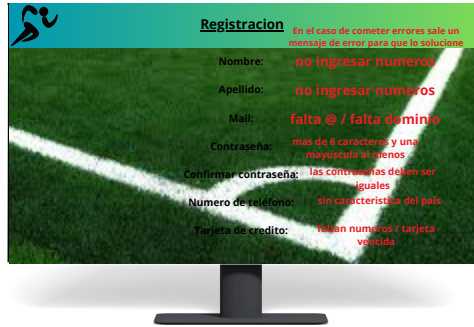 Registracion
En el caso de cometer errores sale un
mensaje de error para que lo solucione
Nombre: no ingresar numeros
Apellido: no ingresar numeros
Mail: falta @ / falta dominio
Contraseña: mas de 6 caracteres y una
mayuscula al menos
Confirmar contraseña: las contraseñas deben ser
iguales
Numero de teléfono: sin caracteristica del pais
Tarjeta de credito: faltan numeros / tarjeta
vencida